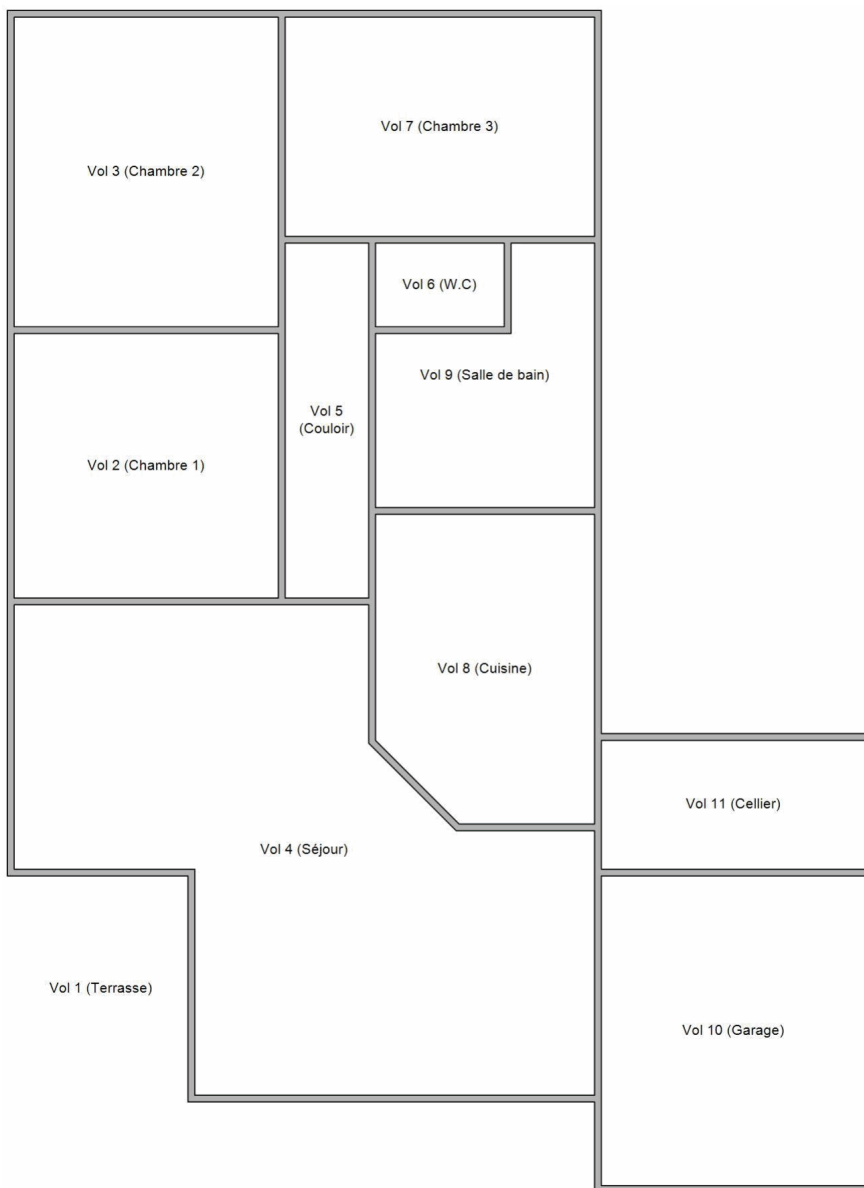 Vol 7 (Chambre 3)
Vol 3 (Chambre 2)
Vol 6 (W.C)
Vol 9 (Salle de bain)
Vol 5
(Couloir)
Vol 2 (Chambre 1)
Vol 8 (Cuisine)
Vol 11 (Cellier)
Vol 4 (Séjour)
Vol 1 (Terrasse)
Vol 10 (Garage)